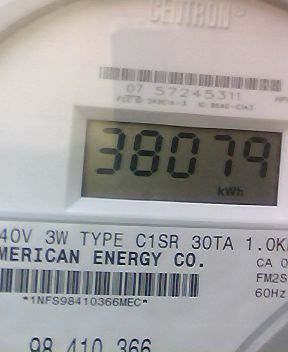 CENTRON®
07 57245311
38079
kWh
40V 3W TYPE C1SR 30TA 1.0K
MERICAN ENERGY CO.
CA 0
FM2S
60Hz
*1NFS98410366MEC*
98 410 366